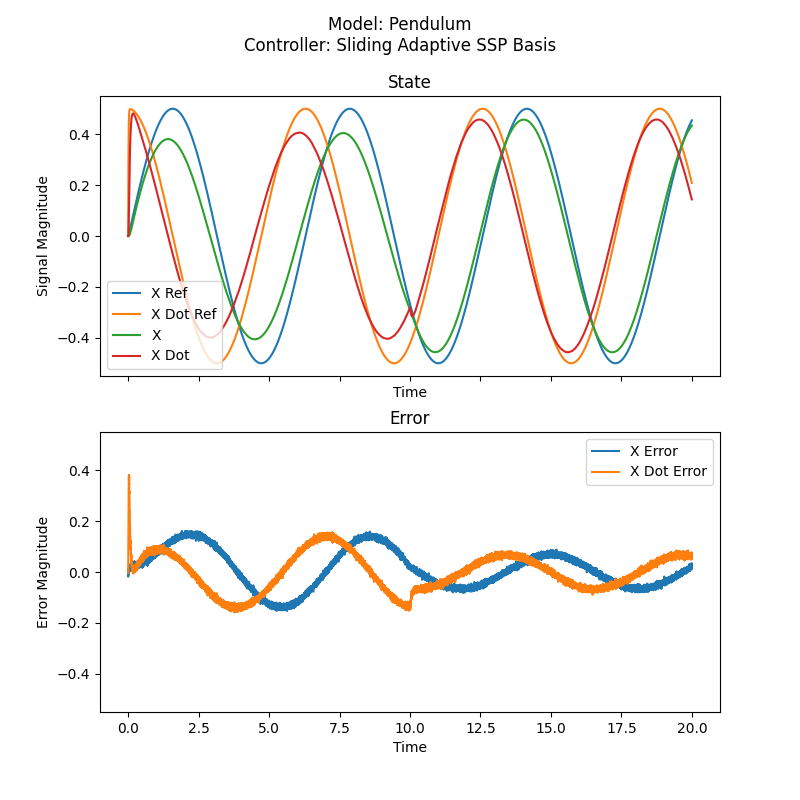 Model: Pendulum
Controller: Sliding Adaptive SSP Basis
State
Signal Magnitude
0.4
0.2
0.0
−0.2
−0.4
X Ref
X Dot Ref
X
X Dot
Time
Error
Error Magnitude
0.4
0.2
0.0
−0.2
−0.4
X Error
X Dot Error
0.0 2.5 5.0 7.5 10.0 12.5 15.0 17.5 20.0
Time